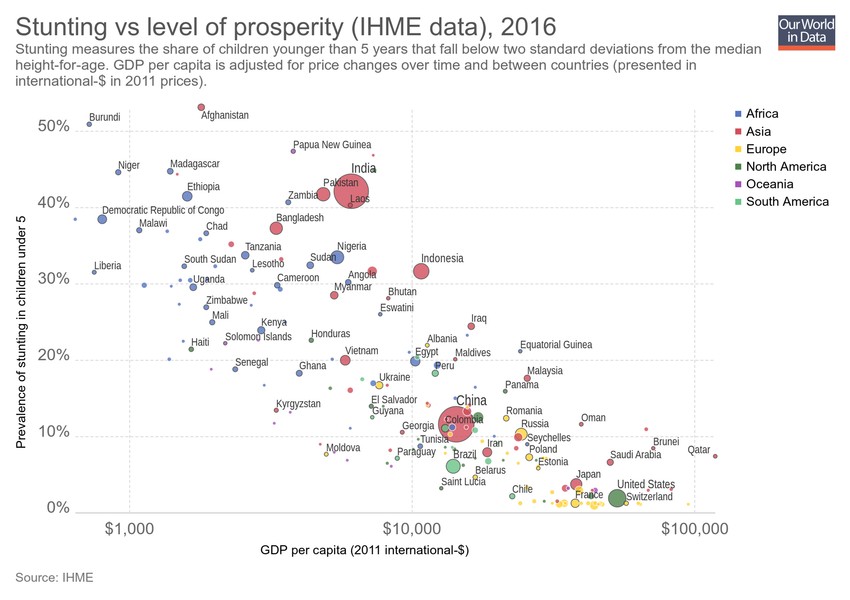 Stunting vs level of prosperity (IHME data), 2016
Our World
in Data
Stunting measures the share of children younger than 5 years that fall below two standard deviations from the median
height-for-age. GDP per capita is adjusted for price changes over time and between countries (presented in
international-$ in 2011 prices).
Africa
Asia
Europe
North America
Oceania
South America
Prevalence of stunting in children under 5
50%
40%
30%
20%
10%
0%
Burundi
Afghanistan
Papua New Guinea
Niger
Madagascar
India
Ethiopia
Pakistan
Zambia
Laos
Democratic Republic of Congo
Malawi
Chad
Bangladesh
Tanzania
Nigeria
Liberia
South Sudan
Lesotho
Sudan
Indonesia
Uganda
Cameroon
Angola
Myanmar
Bhutan
Zimbabwe
Eswatini
Mali
Kenya
Iraq
Haiti
Solomon Islands
Honduras
Albania
Equatorial Guinea
Vietnam
Egypt
Maldives
Senegal
Ghana
Peru
Malaysia
Ukraine
Panama
Kyrgyzstan
El Salvador
China
Guyana
Colombia
Romania
Oman
Georgia
Russia
Moldova
Tunisia
Iran
Seychelles
Brunei
Qatar
Paraguay
Brazil
Poland
Saudi Arabia
Estonia
Belarus
Saint Lucia
Japan
Chile
France
United States
Switzerland
$1,000
$10,000
$100,000
GDP per capita (2011 international-$)
Source: IHME